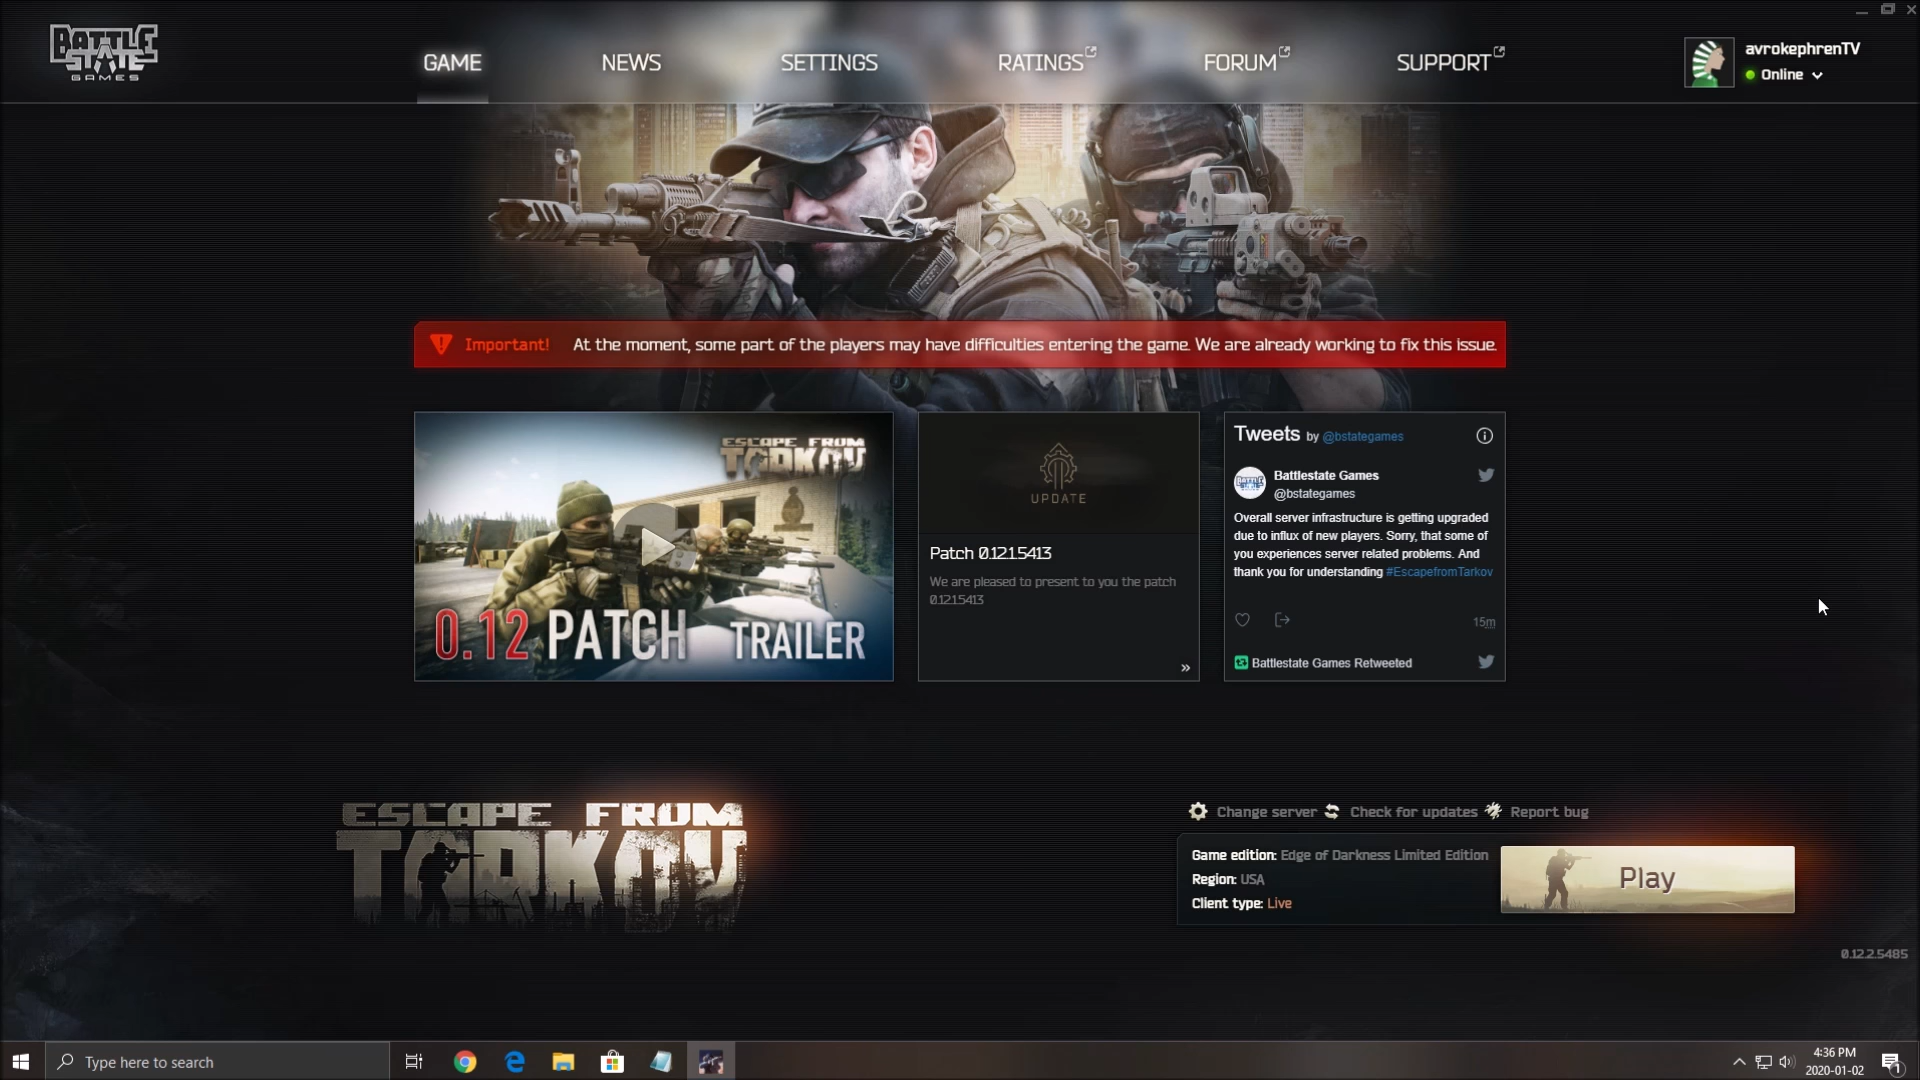 BATTLE
STATE
GAMES
GAME
NEWS
SETTINGS
RATINGS
FORUM
SUPPORT
avrokephrenTV
Online
Important! At the moment, some part of the players may have difficulties entering the game. We are already working to fix this issue.
ESCAPE FROM
TARKOV
0.12 PATCH TRAILER
UPDATE
Patch 0.12.1.5413
We are pleased to present to you the patch
0.12.1.5413
»
Tweets by @bstategames
Battlestate Games
@bstategames
Overall server infrastructure is getting upgraded
due to influx of new players. Sorry, that some of
you experiences server related problems. And
thank you for understanding #EscapefromTarkov
15m
Battlestate Games Retweeted
ESCAPE FROM
TARKOV
Change server
Check for updates
Report bug
Game edition: Edge of Darkness Limited Edition
Region: USA
Client type: Live
Play
0.12.2.5485
Type here to search
4:36 PM
2020-01-02
1